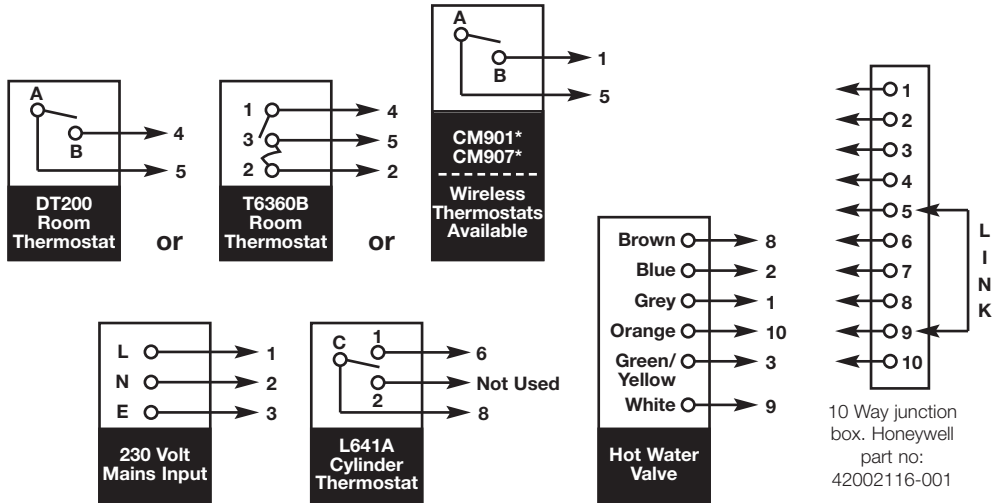 A
B
4
5
DT200
Room
Thermostat
or
1
3
2
4
5
2
T6360B
Room
Thermostat
or
A
B
1
5
CM901*
CM907*
Wireless
Thermostats
Available
L 1
N 2
E 3
230 Volt
Mains Input
C
1
2
6
Not Used
8
L641A
Cylinder
Thermostat
Brown 8
Blue 2
Grey 1
Orange 10
Green/
Yellow 3
White 9
Hot Water
Valve
1
2
3
4
5
6
7
8
9
10
LINK
10 Way junction
box. Honeywell
part no:
42002116-001